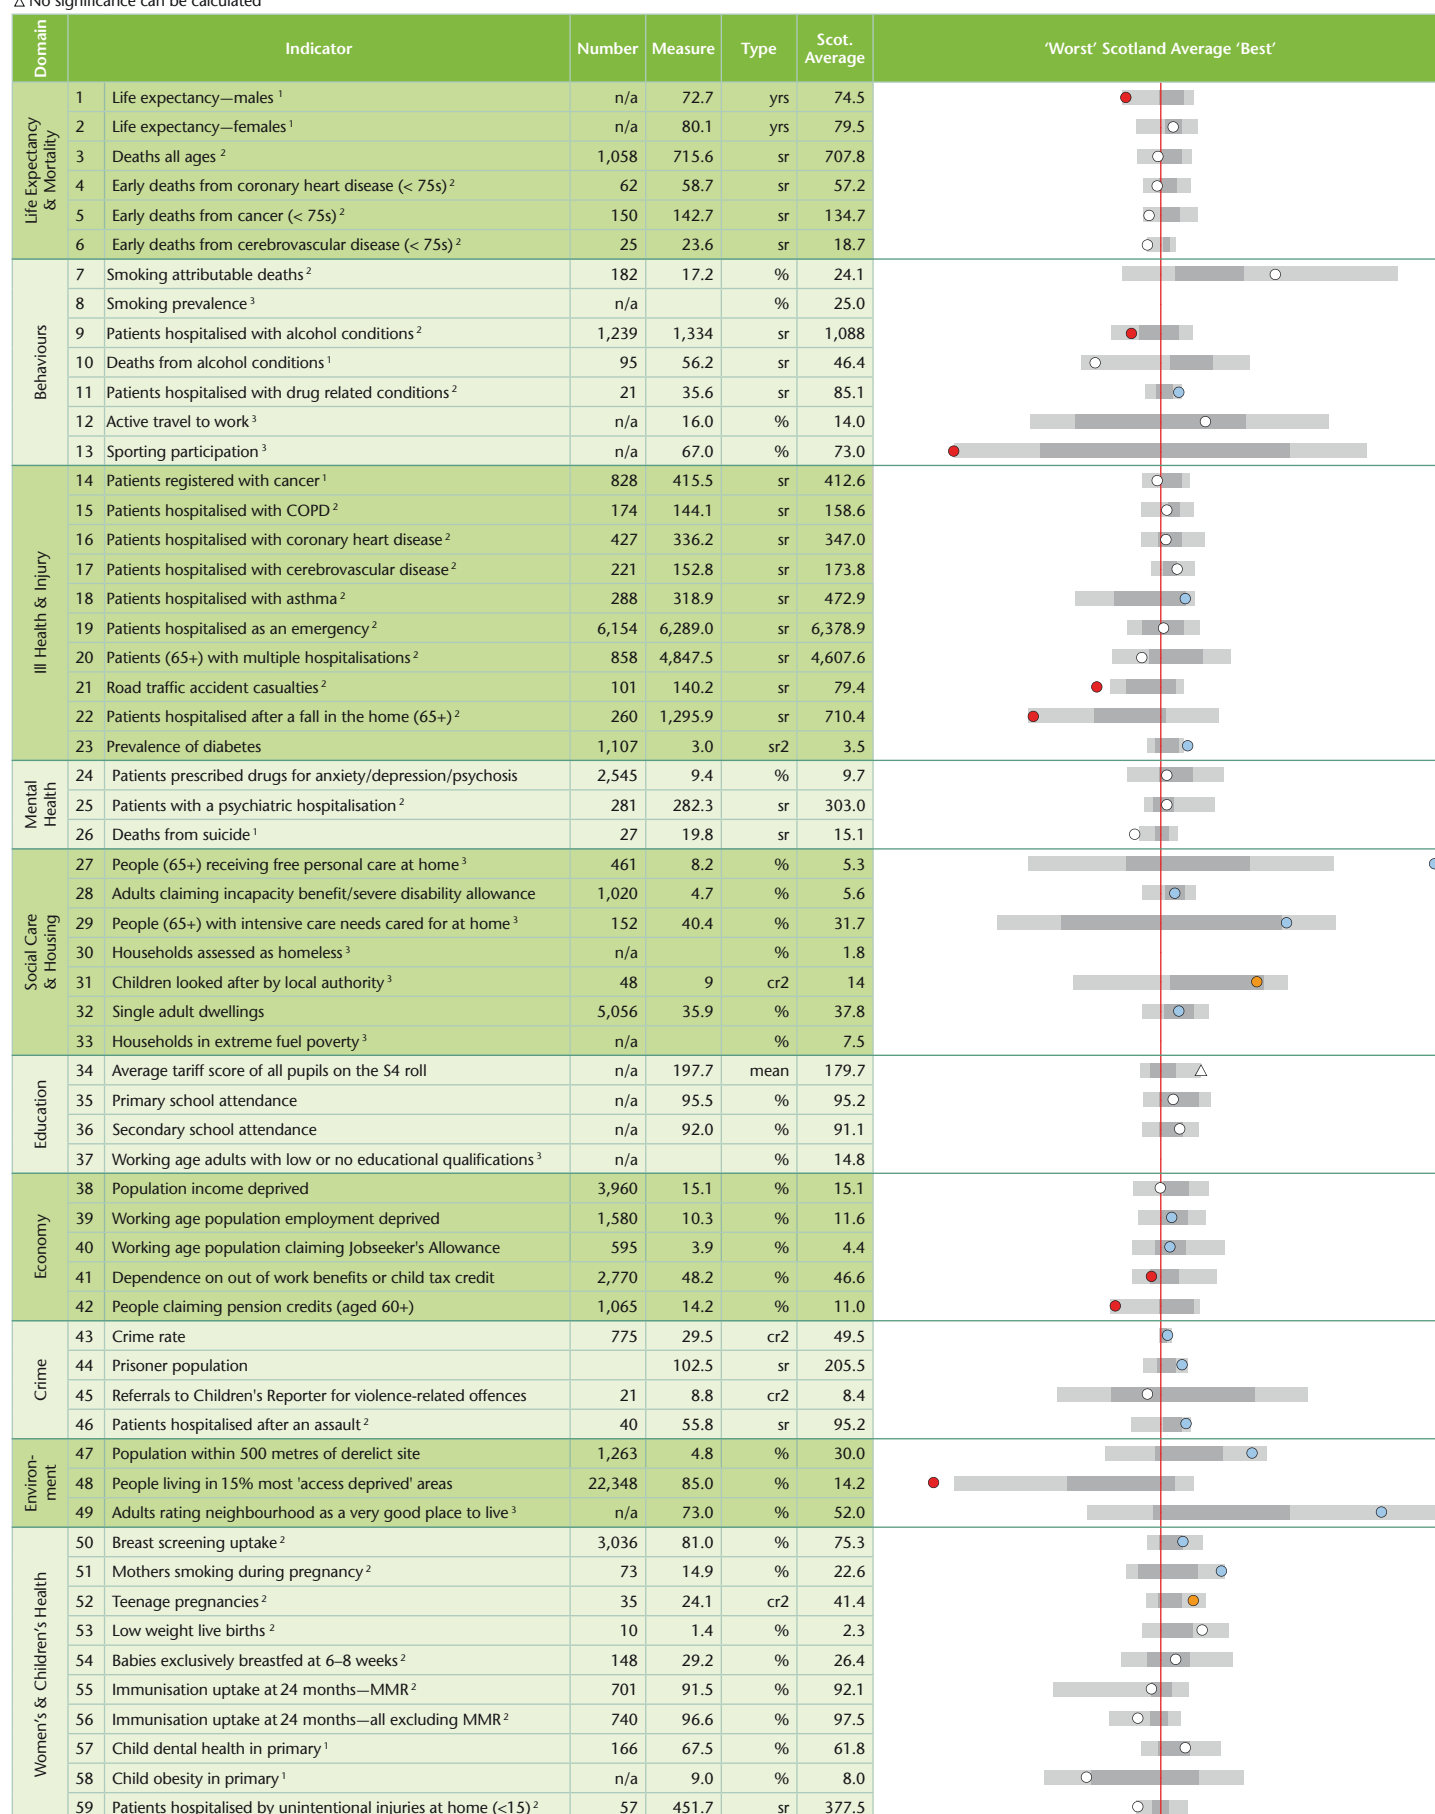 △ No significance can be calculated
Domain Indicator Number Measure Type Scot. Average 'Worst' Scotland Average 'Best'
Life Expectancy & Mortality
1 Life expectancy—males 1 n/a 72.7 yrs 74.5
2 Life expectancy—females 1 n/a 80.1 yrs 79.5
3 Deaths all ages 2 1,058 715.6 sr 707.8
4 Early deaths from coronary heart disease (< 75s) 2 62 58.7 sr 57.2
5 Early deaths from cancer (< 75s) 2 150 142.7 sr 134.7
6 Early deaths from cerebrovascular disease (< 75s) 2 25 23.6 sr 18.7
Behaviours
7 Smoking attributable deaths 2 182 17.2 % 24.1
8 Smoking prevalence 3 n/a % 25.0
9 Patients hospitalised with alcohol conditions 2 1,239 1,334 sr 1,088
10 Deaths from alcohol conditions 1 95 56.2 sr 46.4
11 Patients hospitalised with drug related conditions 2 21 35.6 sr 85.1
12 Active travel to work 3 n/a 16.0 % 14.0
13 Sporting participation 3 n/a 67.0 % 73.0
Ill Health & Injury
14 Patients registered with cancer 1 828 415.5 sr 412.6
15 Patients hospitalised with COPD 2 174 144.1 sr 158.6
16 Patients hospitalised with coronary heart disease 2 427 336.2 sr 347.0
17 Patients hospitalised with cerebrovascular disease 2 221 152.8 sr 173.8
18 Patients hospitalised with asthma 2 288 318.9 sr 472.9
19 Patients hospitalised as an emergency 2 6,154 6,289.0 sr 6,378.9
20 Patients (65+) with multiple hospitalisations 2 858 4,847.5 sr 4,607.6
21 Road traffic accident casualties 2 101 140.2 sr 79.4
22 Patients hospitalised after a fall in the home (65+) 2 260 1,295.9 sr 710.4
23 Prevalence of diabetes 1,107 3.0 sr2 3.5
Mental Health
24 Patients prescribed drugs for anxiety/depression/psychosis 2,545 9.4 % 9.7
25 Patients with a psychiatric hospitalisation 2 281 282.3 sr 303.0
26 Deaths from suicide 1 27 19.8 sr 15.1
Social Care & Housing
27 People (65+) receiving free personal care at home 3 461 8.2 % 5.3
28 Adults claiming incapacity benefit/severe disability allowance 1,020 4.7 % 5.6
29 People (65+) with intensive care needs cared for at home 3 152 40.4 % 31.7
30 Households assessed as homeless 3 n/a % 1.8
31 Children looked after by local authority 3 48 9 cr2 14
32 Single adult dwellings 5,056 35.9 % 37.8
33 Households in extreme fuel poverty 3 n/a % 7.5
Education
34 Average tariff score of all pupils on the S4 roll n/a 197.7 mean 179.7
35 Primary school attendance n/a 95.5 % 95.2
36 Secondary school attendance n/a 92.0 % 91.1
37 Working age adults with low or no educational qualifications 3 n/a % 14.8
Economy
38 Population income deprived 3,960 15.1 % 15.1
39 Working age population employment deprived 1,580 10.3 % 11.6
40 Working age population claiming Jobseeker's Allowance 595 3.9 % 4.4
41 Dependence on out of work benefits or child tax credit 2,770 48.2 % 46.6
42 People claiming pension credits (aged 60+) 1,065 14.2 % 11.0
Crime
43 Crime rate 775 29.5 cr2 49.5
44 Prisoner population 102.5 sr 205.5
45 Referrals to Children's Reporter for violence-related offences 21 8.8 cr2 8.4
46 Patients hospitalised after an assault 2 40 55.8 sr 95.2
Environ-ment
47 Population within 500 metres of derelict site 1,263 4.8 % 30.0
48 People living in 15% most 'access deprived' areas 22,348 85.0 % 14.2
49 Adults rating neighbourhood as a very good place to live 3 n/a 73.0 % 52.0
Women's & Children's Health
50 Breast screening uptake 2 3,036 81.0 % 75.3
51 Mothers smoking during pregnancy 2 73 14.9 % 22.6
52 Teenage pregnancies 2 35 24.1 cr2 41.4
53 Low weight live births 2 10 1.4 % 2.3
54 Babies exclusively breastfed at 6–8 weeks 2 148 29.2 % 26.4
55 Immunisation uptake at 24 months—MMR 2 701 91.5 % 92.1
56 Immunisation uptake at 24 months—all excluding MMR 2 740 96.6 % 97.5
57 Child dental health in primary 1 166 67.5 % 61.8
58 Child obesity in primary 1 n/a 9.0 % 8.0
59 Patients hospitalised by unintentional injuries at home (<15) 2 57 451.7 sr 377.5